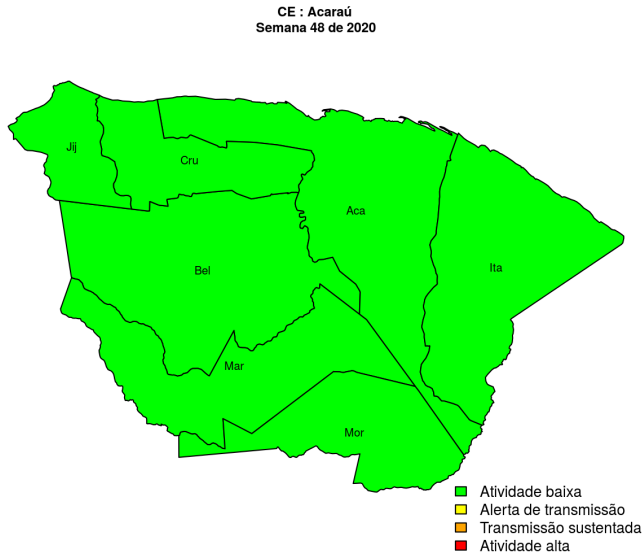 CE : Acaraú
Semana 48 de 2020
Jij
Cru
Aca
Bel
Ita
Mar
Mor
Atividade baixa
Alerta de transmissão
Transmissão sustentada
Atividade alta